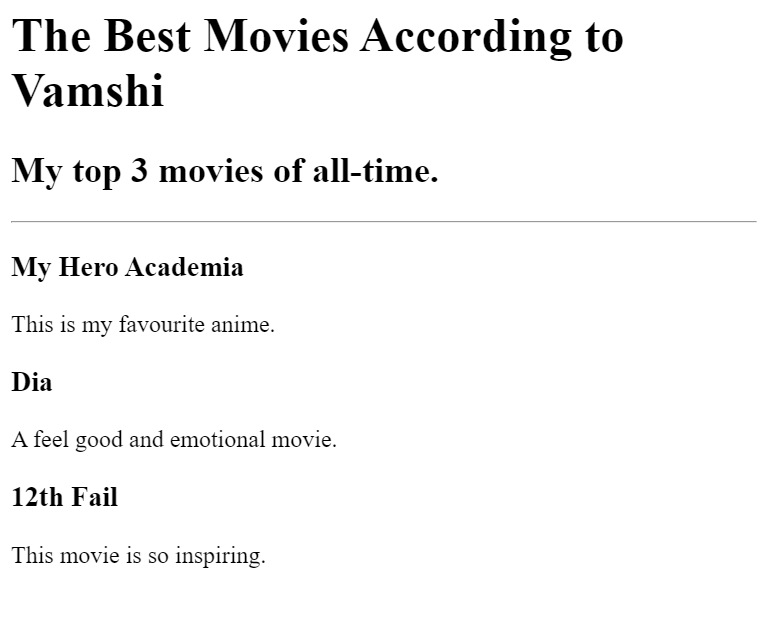 The Best Movies According to
Vamshi
My top 3 movies of all-time.
My Hero Academia
This is my favourite anime.
Dia
A feel good and emotional movie.
12th Fail
This movie is so inspiring.